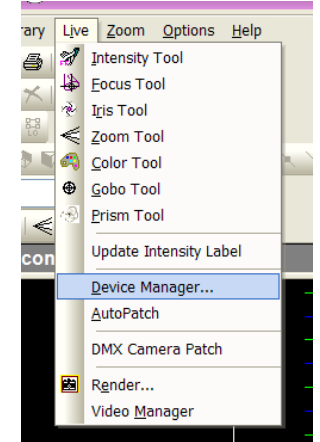 rary Live Zoom Options Help
Intensity Tool
Focus Tool
Iris Tool
Zoom Tool
Color Tool
Gobo Tool
Prism Tool
Update Intensity Label
con
Device Manager...
AutoPatch
DMX Camera Patch
Render...
Video Manager